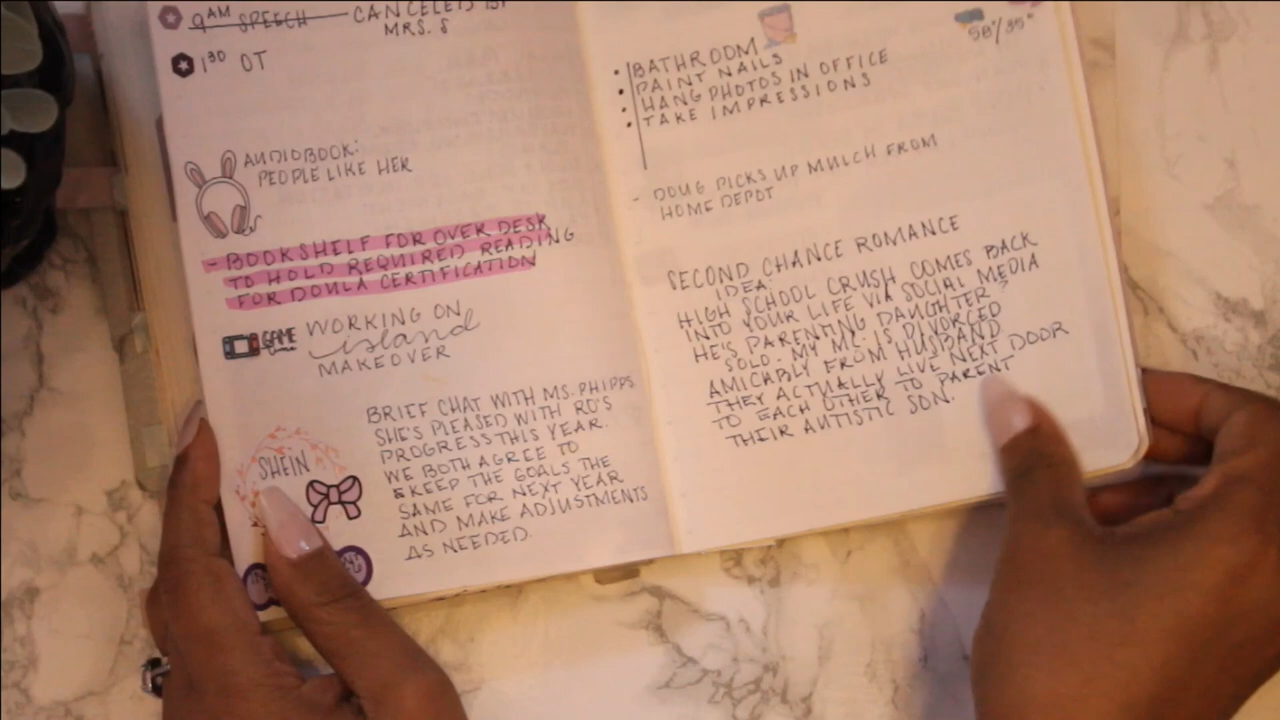 9AM SPEECH — CANCELED BY
MRS. S
1:30 OT
AUDIOBOOK:
PEOPLE LIKE HER
- BOOKSHELF FOR OVER DESK
TO HOLD REQUIRED READING
FOR DOULA CERTIFICATION
GAME
WORKING ON
island
MAKEOVER
BRIEF CHAT WITH MS. PHIPPS
SHE'S PLEASED WITH RO'S
PROGRESS THIS YEAR.
WE BOTH AGREE TO
KEEP THE GOALS THE
SAME FOR NEXT YEAR
AND MAKE ADJUSTMENTS
AS NEEDED.
SHEIN
58°/35°
• BATHROOM
• PAINT NAILS
• HANG PHOTOS IN OFFICE
• TAKE IMPRESSIONS
- DOUG PICKS UP MULCH FROM
HOME DEPOT
SECOND CHANCE ROMANCE
IDEA:
HIGH SCHOOL CRUSH COMES BACK
INTO YOUR LIFE VIA SOCIAL MEDIA
HE'S PARENTING DAUGHTER
SOLO. MY MC IS DIVORCED
AMICABLY FROM HUSBAND
THEY ACTUALLY LIVE NEXT DOOR
TO EACH OTHER TO PARENT
THEIR AUTISTIC SON.